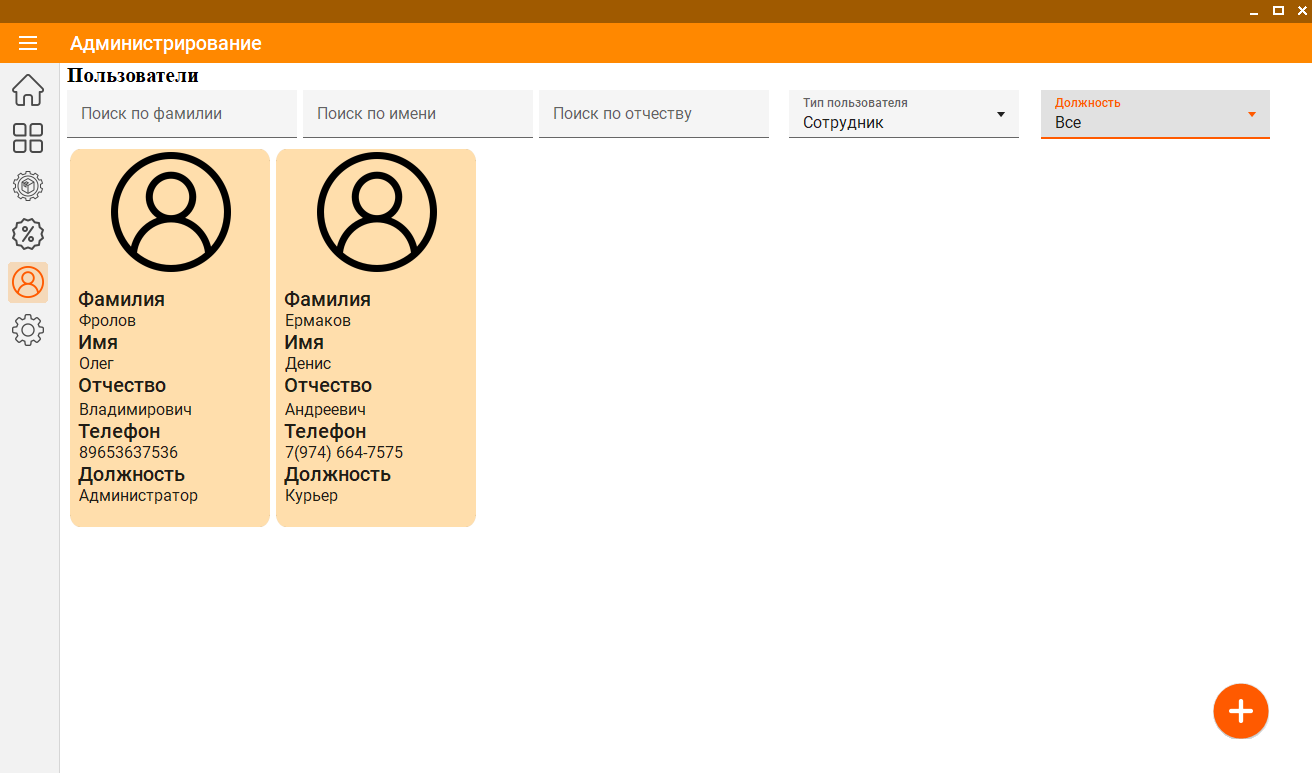 Администрирование
Пользователи
Поиск по фамилии
Поиск по имени
Поиск по отчеству
Тип пользователя
Сотрудник
Должность
Все
Фамилия
Фролов
Имя
Олег
Отчество
Владимирович
Телефон
89653637536
Должность
Администратор
Фамилия
Ермаков
Имя
Денис
Отчество
Андреевич
Телефон
7(974) 664-7575
Должность
Курьер